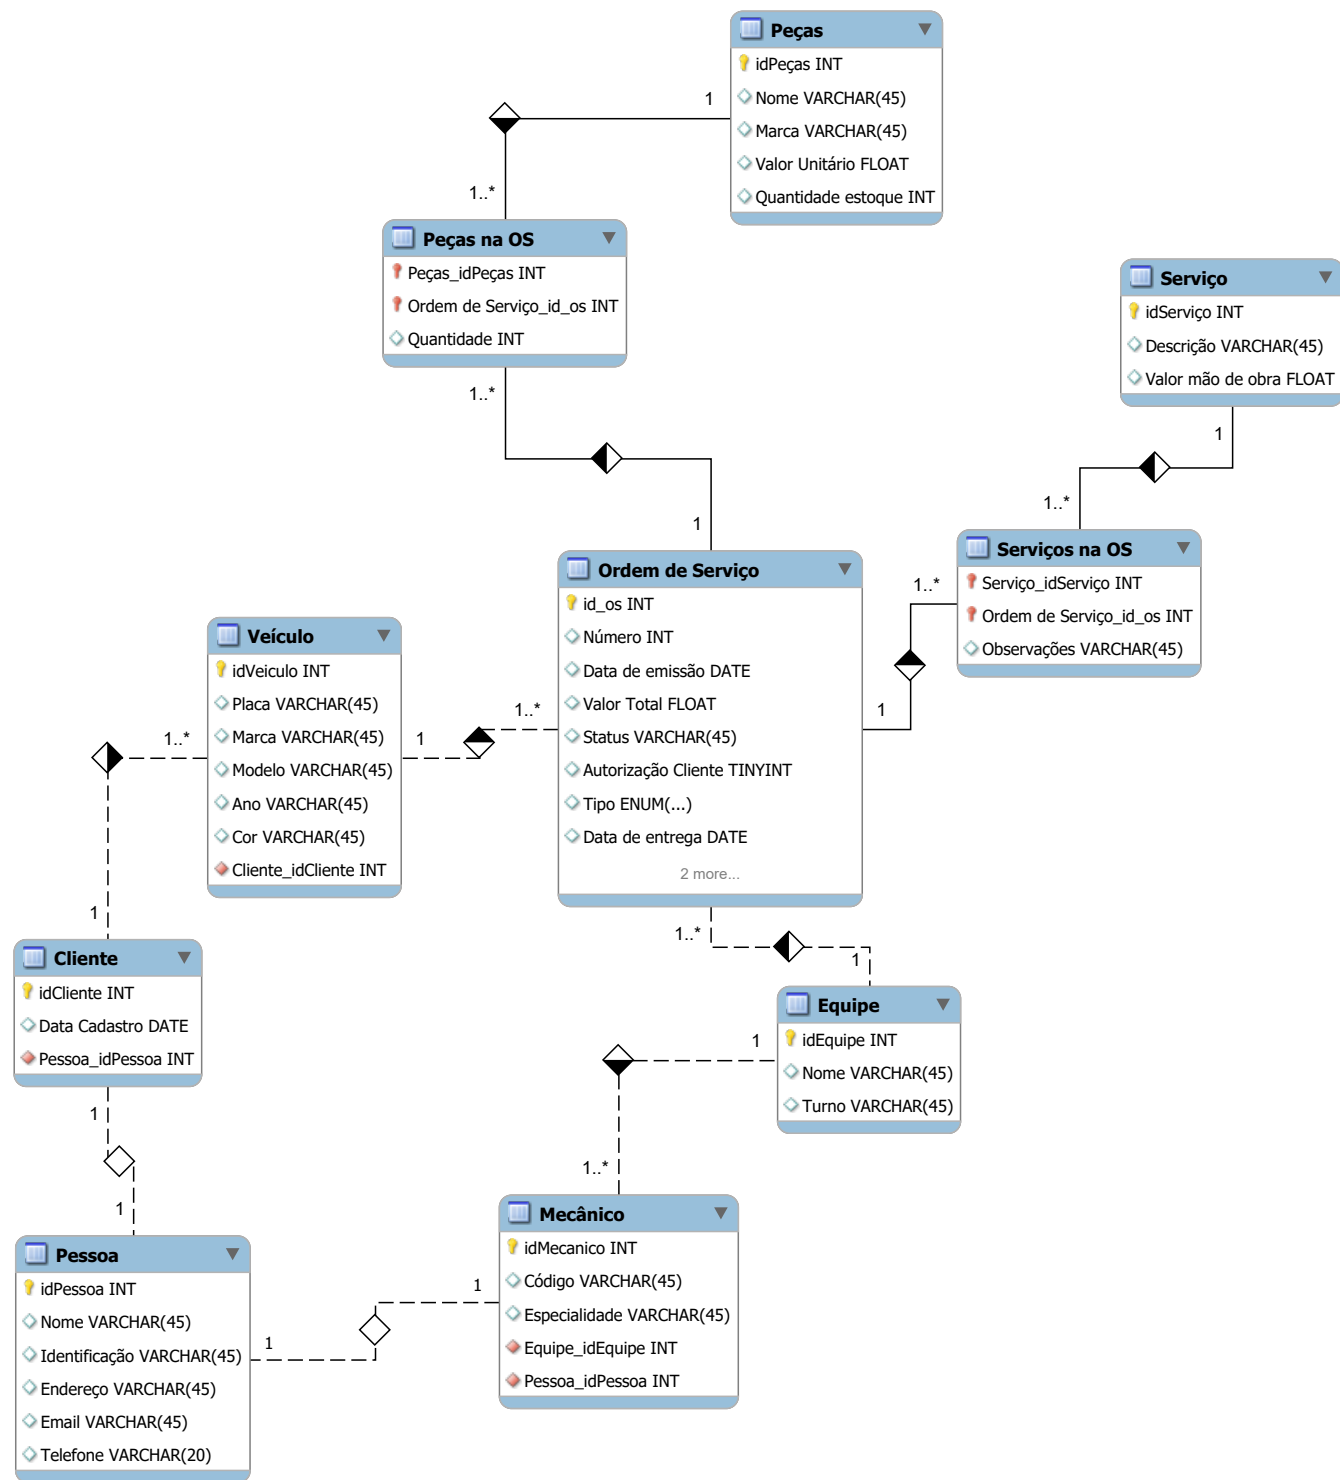 Peças
idPeças INT
Nome VARCHAR(45)
Marca VARCHAR(45)
Valor Unitário FLOAT
Quantidade estoque INT
1
1..*
Peças na OS
Peças_idPeças INT
Ordem de Serviço_id_os INT
Quantidade INT
1..*
1
Serviço
idServiço INT
Descrição VARCHAR(45)
Valor mão de obra FLOAT
1
1..*
Serviços na OS
Serviço_idServiço INT
Ordem de Serviço_id_os INT
Observações VARCHAR(45)
1..*
1
Ordem de Serviço
id_os INT
Número INT
Data de emissão DATE
Valor Total FLOAT
Status VARCHAR(45)
Autorização Cliente TINYINT
Tipo ENUM(...)
Data de entrega DATE
2 more...
1..*
1
Veículo
idVeiculo INT
Placa VARCHAR(45)
Marca VARCHAR(45)
Modelo VARCHAR(45)
Ano VARCHAR(45)
Cor VARCHAR(45)
Cliente_idCliente INT
1..*
1
Cliente
idCliente INT
Data Cadastro DATE
Pessoa_idPessoa INT
1
1
1..*
1
Equipe
idEquipe INT
Nome VARCHAR(45)
Turno VARCHAR(45)
1
1..*
Mecânico
idMecanico INT
Código VARCHAR(45)
Especialidade VARCHAR(45)
Equipe_idEquipe INT
Pessoa_idPessoa INT
1
1
Pessoa
idPessoa INT
Nome VARCHAR(45)
Identificação VARCHAR(45)
Endereço VARCHAR(45)
Email VARCHAR(45)
Telefone VARCHAR(20)